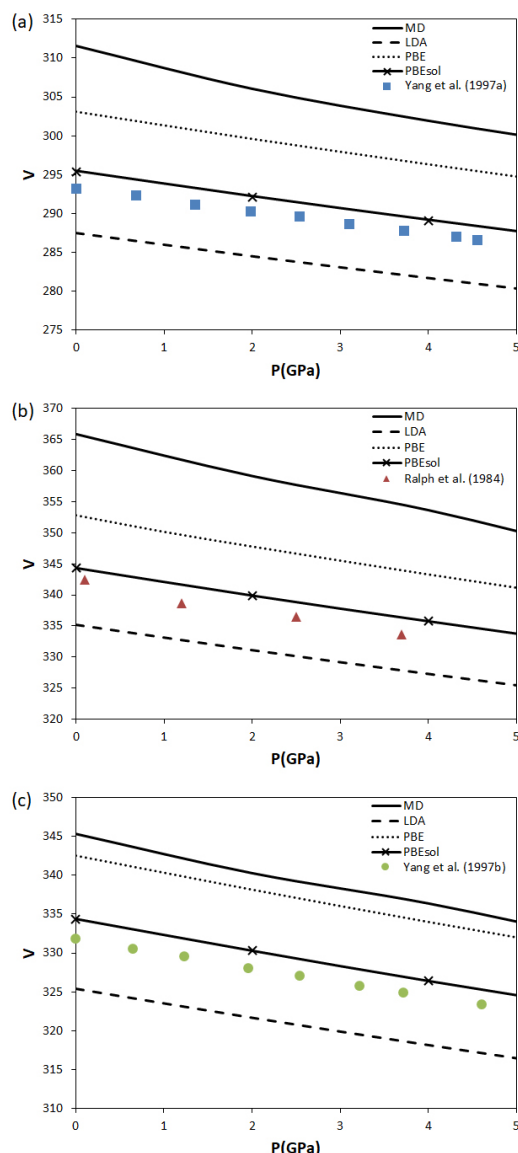 (a)
315
310
305
300
295
290
285
280
275
V
0 1 2 3 4 5
P(GPa)
MD
LDA
PBE
PBEsol
Yang et al. (1997a)
(b)
370
365
360
355
350
345
340
335
330
325
320
V
0 1 2 3 4 5
P(GPa)
MD
LDA
PBE
PBEsol
Ralph et al. (1984)
(c)
350
345
340
335
330
325
320
315
310
V
0 1 2 3 4 5
P(GPa)
MD
LDA
PBE
PBEsol
Yang et al. (1997b)